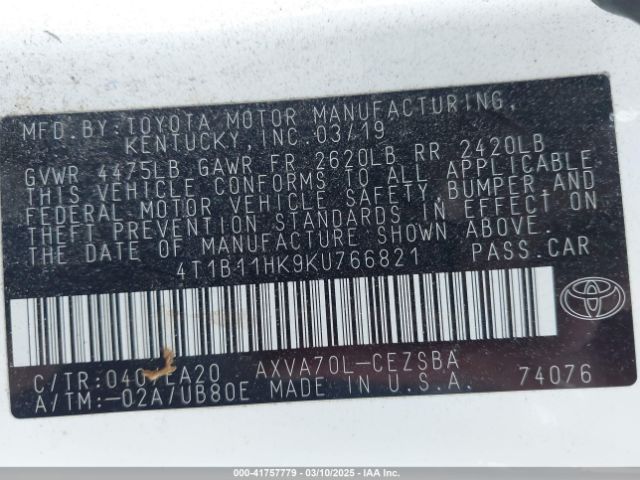 MFD.BY:TOYOTA MOTOR MANUFACTURING,
KENTUCKY, INC. 03/19
GVWR 4475LB GAWR FR 2620LB RR 2420LB
THIS VEHICLE CONFORMS TO ALL APPLICABLE
FEDERAL MOTOR VEHICLE SAFETY, BUMPER, AND
THEFT PREVENTION STANDARDS IN EFFECT ON
THE DATE OF MANUFACTURE SHOWN ABOVE.
4T1B11HK9KU766821 PASS.CAR
C/TR: AXVA70L-CEZSBA
A/TM:-02A/UB80E MADE IN U.S.A. 74076
000-41757779 — 03/10/2025 — IAA Inc.